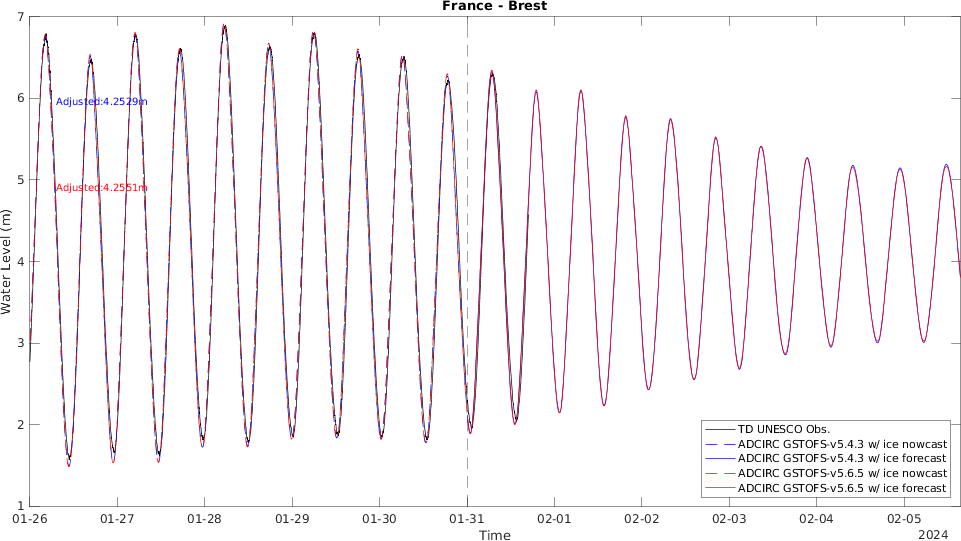 France - Brest
7
6
5
4
3
2
1
Water Level (m)
Adjusted:4.2529m
Adjusted:4.2551m
TD UNESCO Obs.
ADCIRC GSTOFS-v5.4.3 w/ ice nowcast
ADCIRC GSTOFS-v5.4.3 w/ ice forecast
ADCIRC GSTOFS-v5.6.5 w/ ice nowcast
ADCIRC GSTOFS-v5.6.5 w/ ice forecast
01-26 01-27 01-28 01-29 01-30 01-31 02-01 02-02 02-03 02-04 02-05
Time
2024